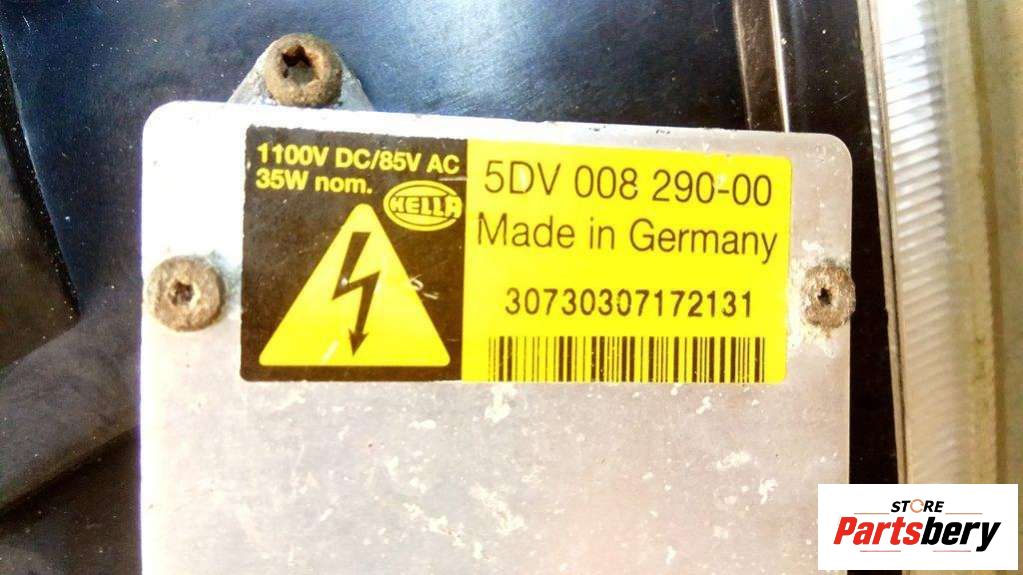 1100V DC/85V AC
35W nom.
HELLA
5DV 008 290-00
Made in Germany
30730307172131
STORE
Partsbery